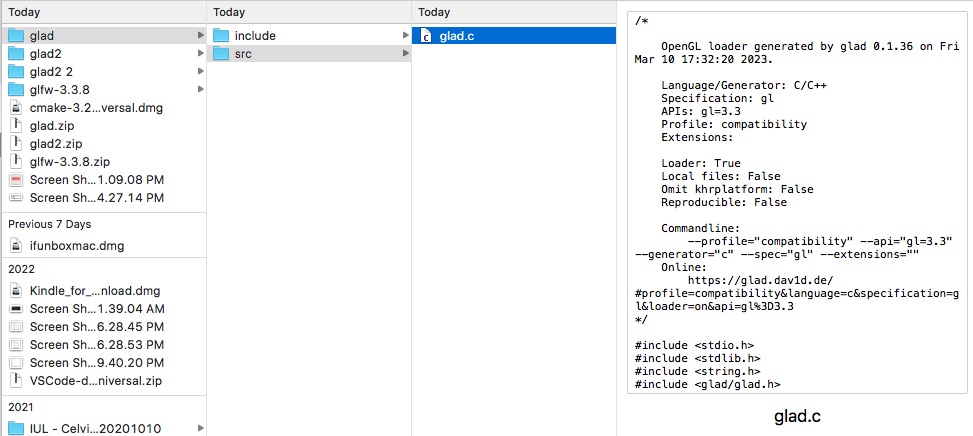 Today
glad
glad2
glad2 2
glfw-3.3.8
cmake-3.2...versal.dmg
glad.zip
glad2.zip
glfw-3.3.8.zip
Screen Sh...1.09.08 PM
Screen Sh...4.27.14 PM
Previous 7 Days
ifunboxmac.dmg
2022
Kindle_for_...nload.dmg
Screen Sh...1.39.04 AM
Screen Sh...6.28.45 PM
Screen Sh...6.28.53 PM
Screen Sh...9.40.20 PM
VSCode-d...niversal.zip
2021
IUL - Celvi...20201010
Today
include
src
Today
glad.c
/*
OpenGL loader generated by glad 0.1.36 on Fri
Mar 10 17:32:20 2023.
Language/Generator: C/C++
Specification: gl
APIs: gl=3.3
Profile: compatibility
Extensions:
Loader: True
Local files: False
Omit khrplatform: False
Reproducible: False
Commandline:
--profile="compatibility" --api="gl=3.3"
--generator="c" --spec="gl" --extensions=""
Online:
https://glad.dav1d.de/
#profile=compatibility&language=c&specification=g
l&loader=on&api=gl%3D3.3
*/
#include <stdio.h>
#include <stdlib.h>
#include <string.h>
#include <glad/glad.h>
glad.c